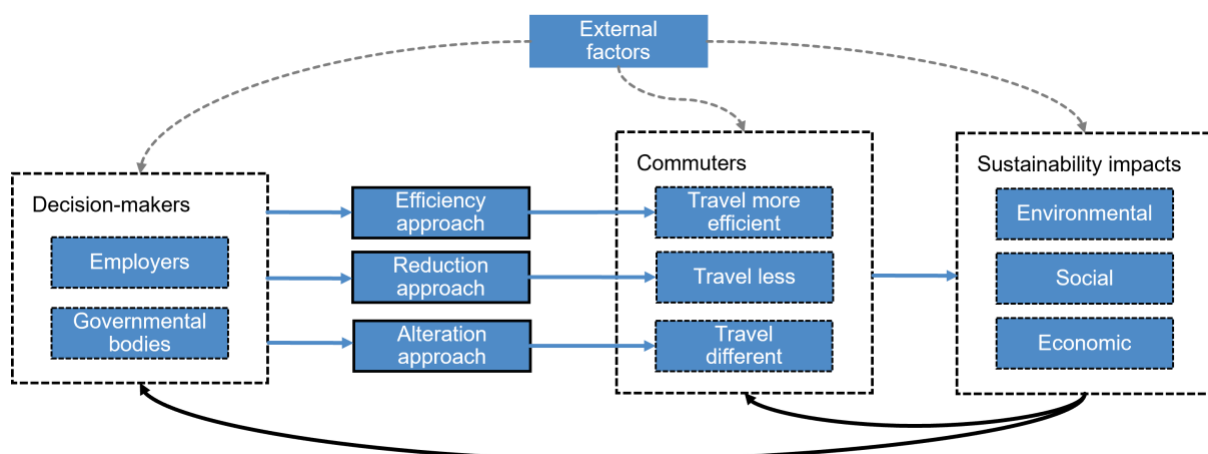 External
factors
Decision-makers
Employers
Governmental
bodies
Efficiency
approach
Reduction
approach
Alteration
approach
Commuters
Travel more
efficient
Travel less
Travel
different
Sustainability impacts
Environmental
Social
Economic